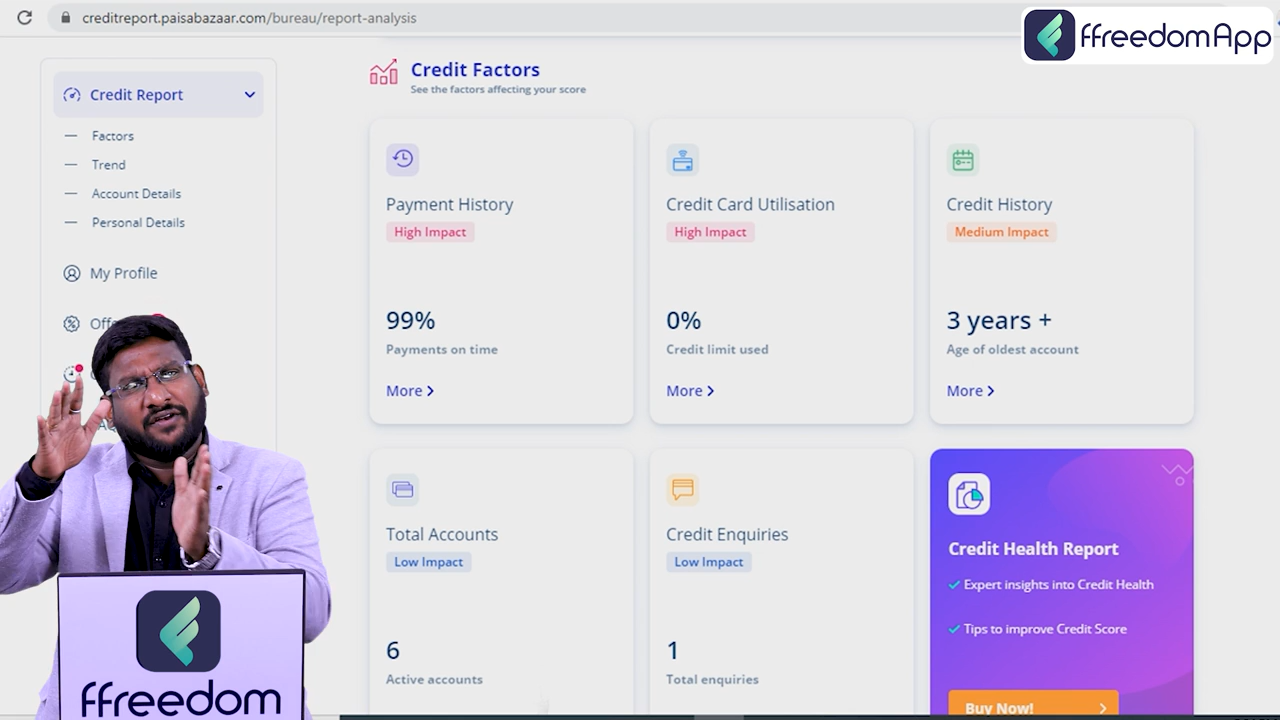 creditreport.paisabazaar.com/bureau/report-analysis
ffreedomApp
Credit Report
Factors
Trend
Account Details
Personal Details
My Profile
Credit Factors
See the factors affecting your score
Payment History
High Impact
99%
Payments on time
More
Credit Card Utilisation
High Impact
0%
Credit limit used
More
Credit History
Medium Impact
3 years +
Age of oldest account
More
Total Accounts
Low Impact
6
Active accounts
Credit Enquiries
Low Impact
1
Total enquiries
Credit Health Report
Expert insights into Credit Health
Tips to improve Credit Score
Buy Now!
ffreedom